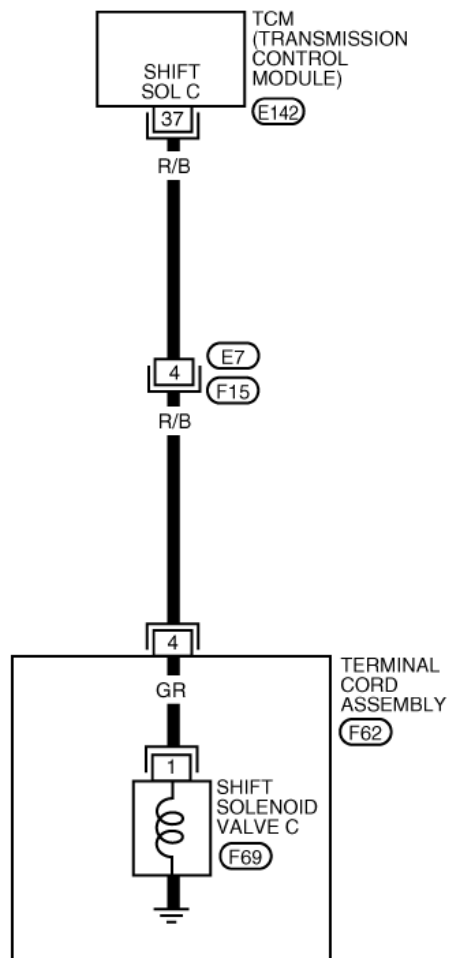 TCM
(TRANSMISSION
CONTROL
MODULE)
E142
SHIFT
SOL C
37
R/B
4
E7
F15
R/B
4
TERMINAL
CORD
ASSEMBLY
F62
GR
1
SHIFT
SOLENOID
VALVE C
F69